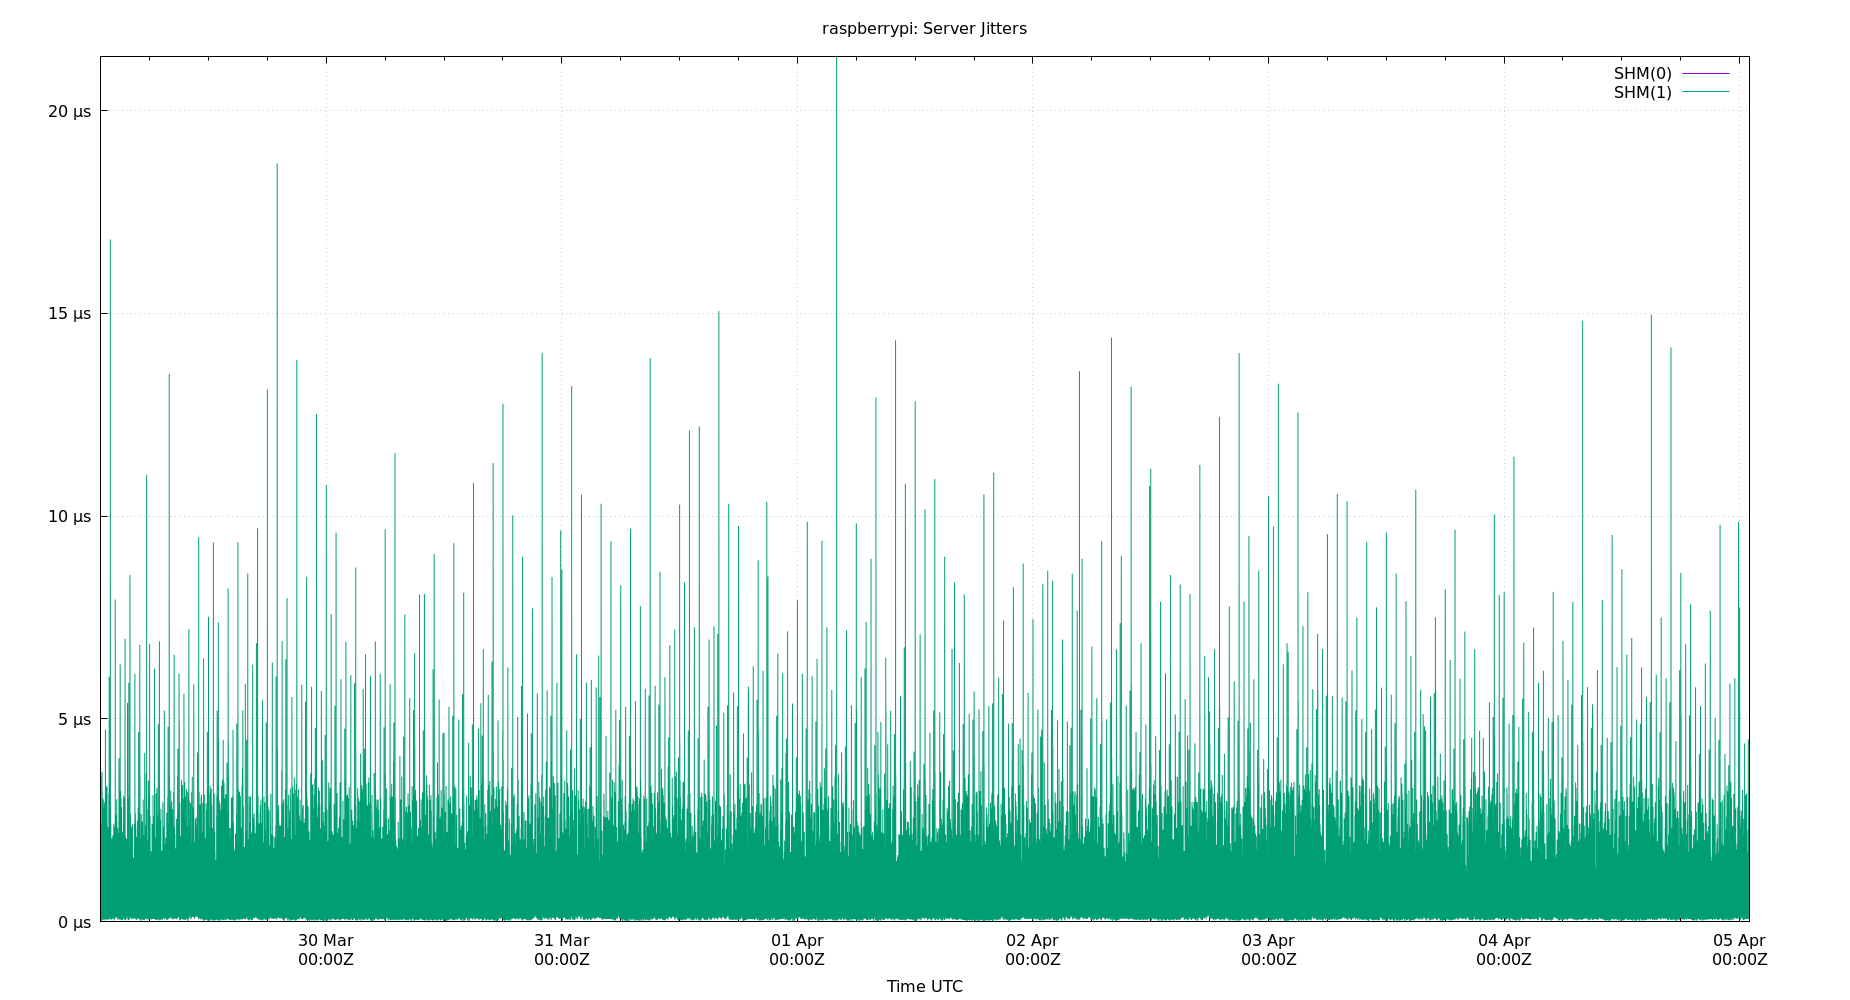 raspberrypi: Server Jitters
SHM(0)
SHM(1)
20 µs
15 µs
10 µs
5 µs
0 µs
30 Mar 31 Mar 01 Apr 02 Apr 03 Apr 04 Apr 05 Apr
00:00Z 00:00Z 00:00Z 00:00Z 00:00Z 00:00Z 00:00Z
Time UTC